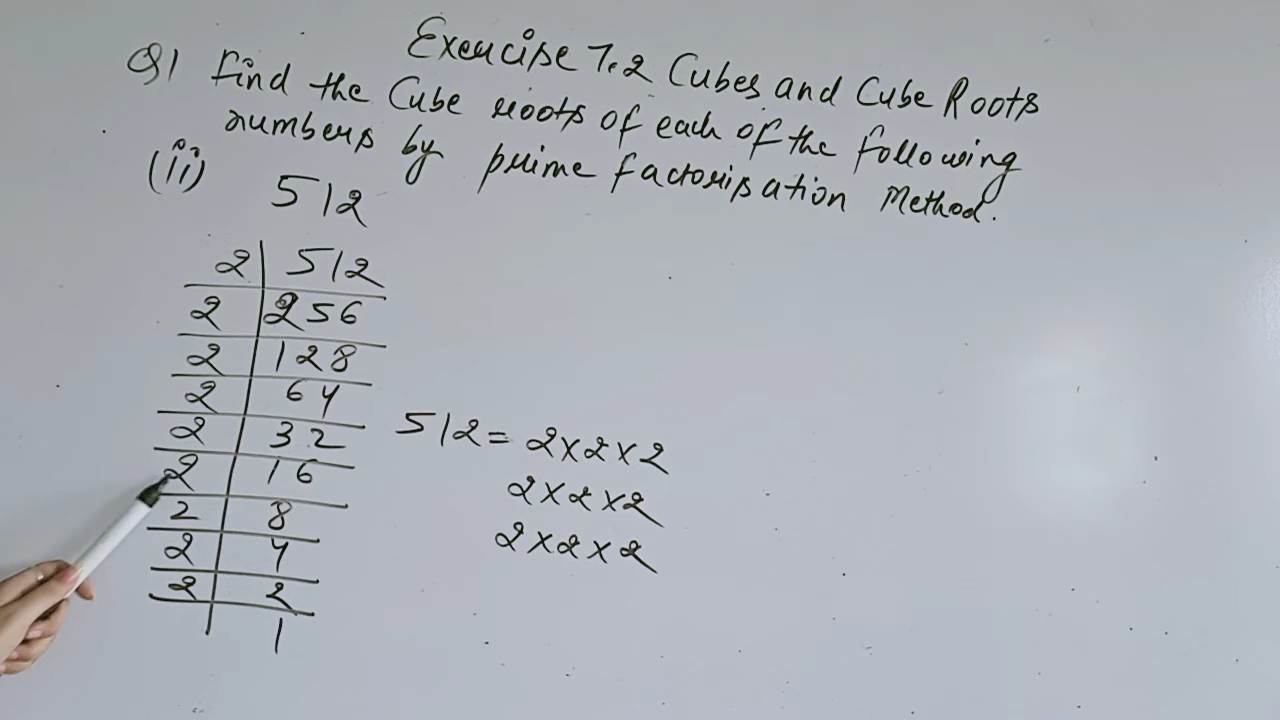 Exercise 7.2 Cubes and Cube Roots
Q1 Find the Cube roots of each of the following
numbers by prime factorisation Method.
(ii) 512
2 | 512
2 | 256
2 | 128
2 | 64
2 | 32
2 | 16
2 | 8
2 | 4
2 | 2
| 1
512 = 2×2×2
2×2×2
2×2×2